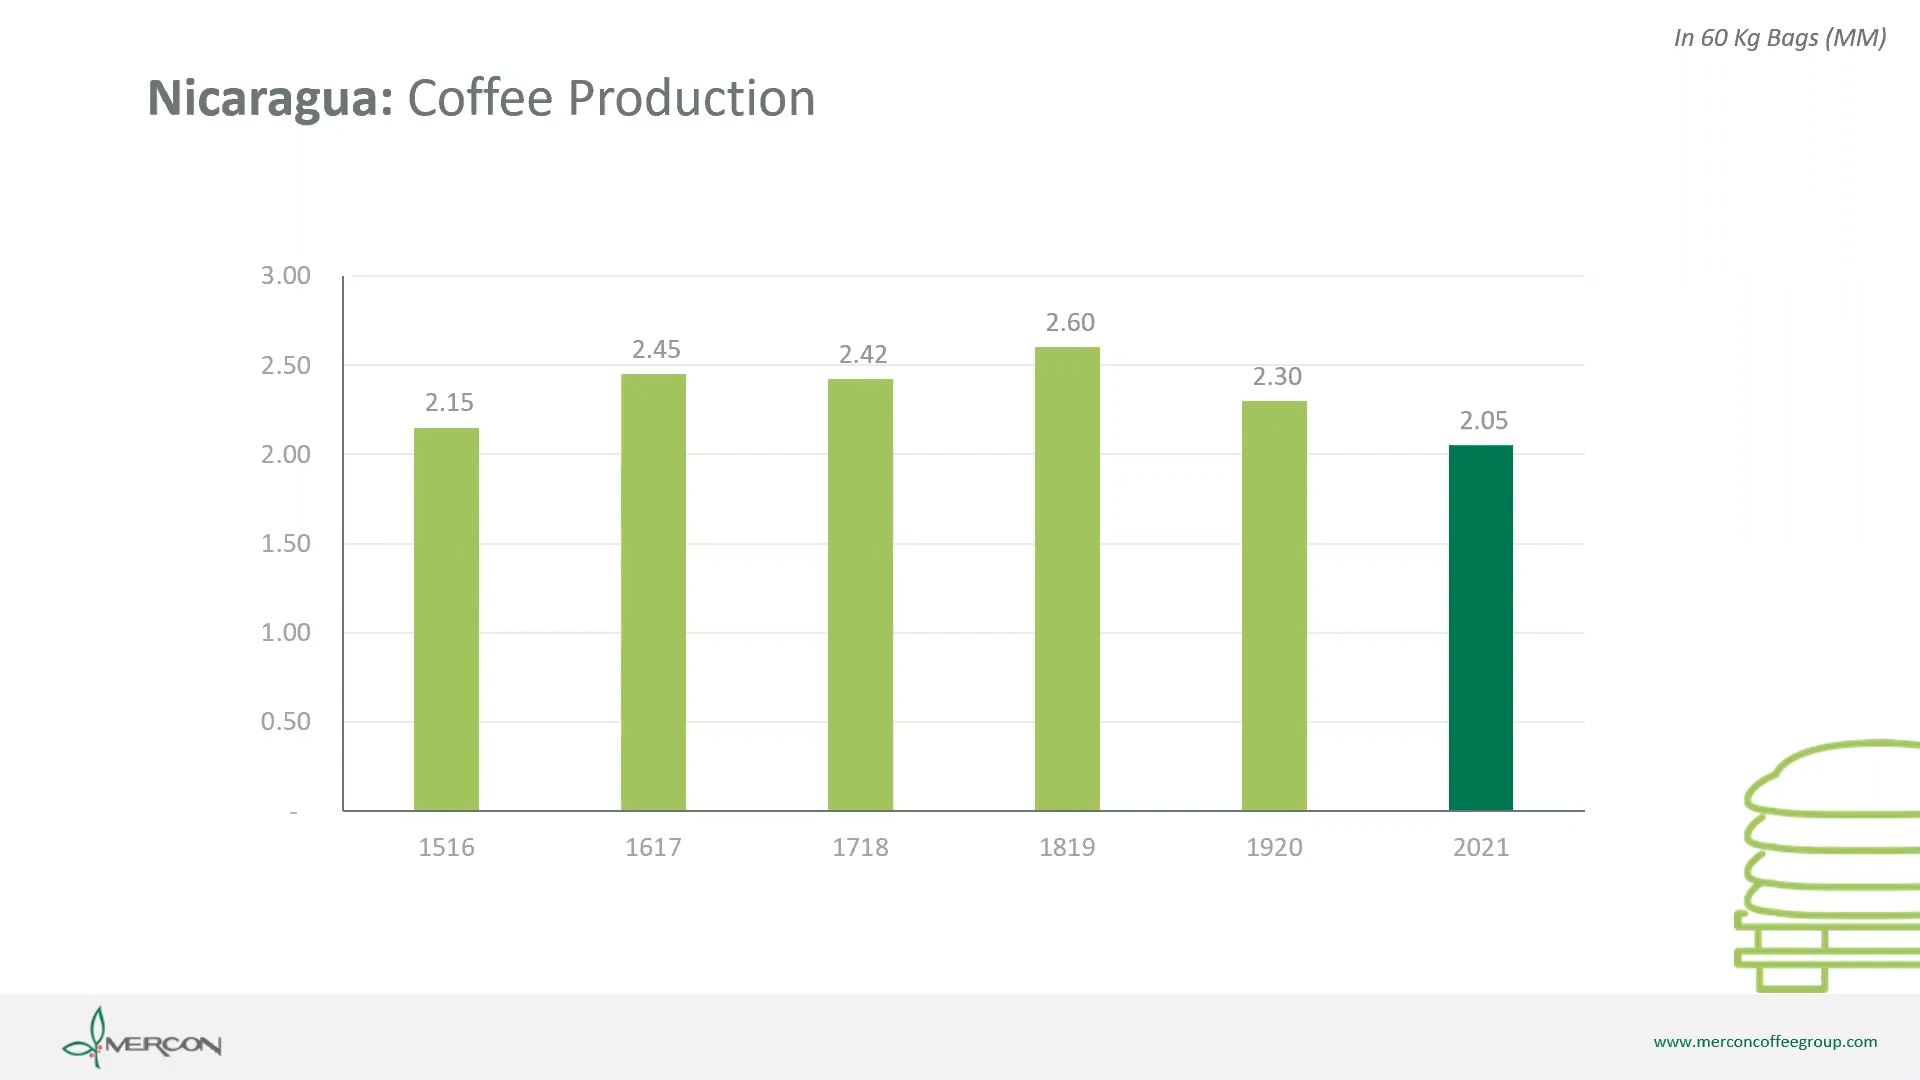 In 60 Kg Bags (MM)
Nicaragua: Coffee Production
3.00
2.50
2.00
1.50
1.00
0.50
-
2.15
2.45
2.42
2.60
2.30
2.05
1516 1617 1718 1819 1920 2021
MERCON
www.merconcoffeegroup.com